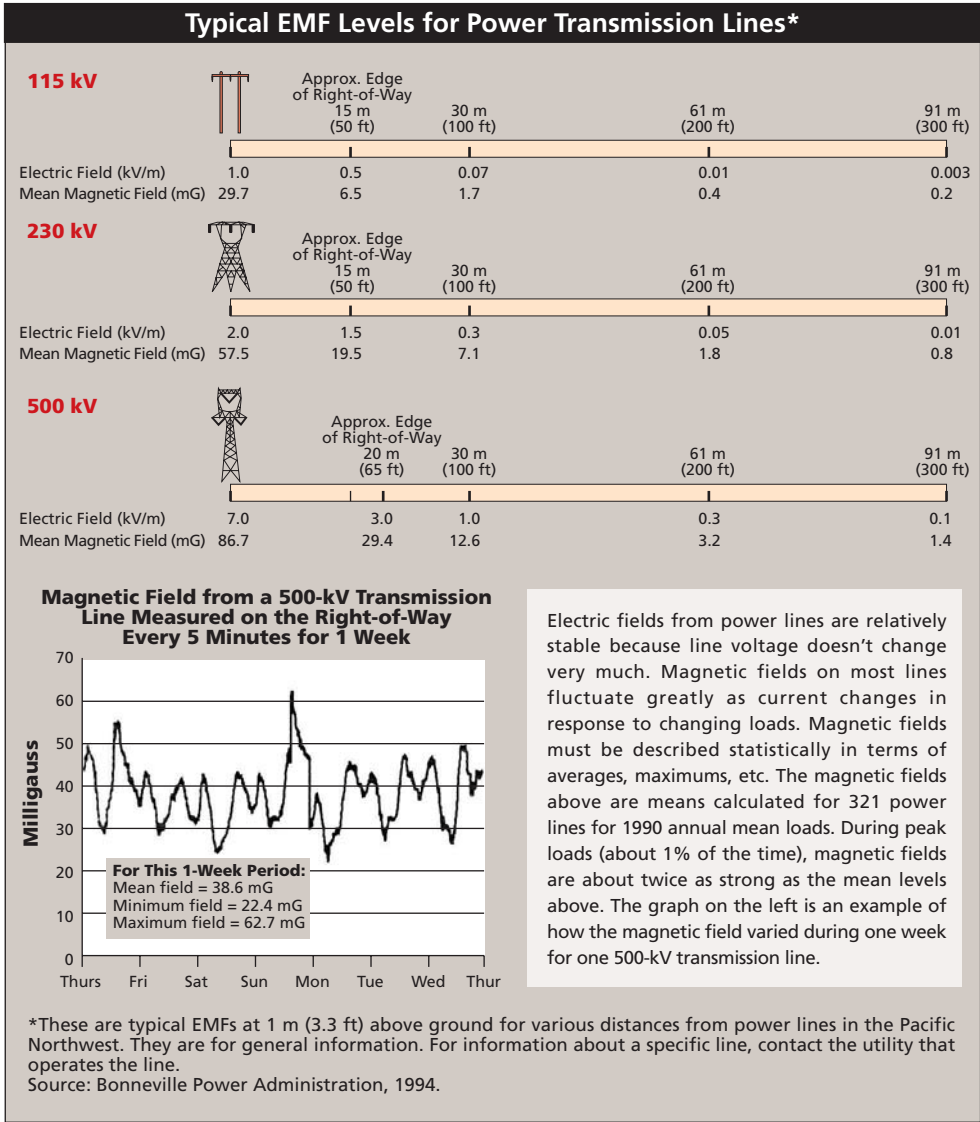 Typical EMF Levels for Power Transmission Lines*
115 kV
Approx. Edge
of Right-of-Way
15 m 30 m 61 m 91 m
(50 ft) (100 ft) (200 ft) (300 ft)
Electric Field (kV/m) 1.0 0.5 0.07 0.01 0.003
Mean Magnetic Field (mG) 29.7 6.5 1.7 0.4 0.2
230 kV
Approx. Edge
of Right-of-Way
15 m 30 m 61 m 91 m
(50 ft) (100 ft) (200 ft) (300 ft)
Electric Field (kV/m) 2.0 1.5 0.3 0.05 0.01
Mean Magnetic Field (mG) 57.5 19.5 7.1 1.8 0.8
500 kV
Approx. Edge
of Right-of-Way
20 m 30 m 61 m 91 m
(65 ft) (100 ft) (200 ft) (300 ft)
Electric Field (kV/m) 7.0 3.0 1.0 0.3 0.1
Mean Magnetic Field (mG) 86.7 29.4 12.6 3.2 1.4
Magnetic Field from a 500-kV Transmission
Line Measured on the Right-of-Way
Every 5 Minutes for 1 Week
Milligauss
70
60
50
40
30
20
10
0
For This 1-Week Period:
Mean field = 38.6 mG
Minimum field = 22.4 mG
Maximum field = 62.7 mG
Thurs Fri Sat Sun Mon Tue Wed Thur
Electric fields from power lines are relatively
stable because line voltage doesn't change
very much. Magnetic fields on most lines
fluctuate greatly as current changes in
response to changing loads. Magnetic fields
must be described statistically in terms of
averages, maximums, etc. The magnetic fields
above are means calculated for 321 power
lines for 1990 annual mean loads. During peak
loads (about 1% of the time), magnetic fields
are about twice as strong as the mean levels
above. The graph on the left is an example of
how the magnetic field varied during one week
for one 500-kV transmission line.
*These are typical EMFs at 1 m (3.3 ft) above ground for various distances from power lines in the Pacific
Northwest. They are for general information. For information about a specific line, contact the utility that
operates the line.
Source: Bonneville Power Administration, 1994.